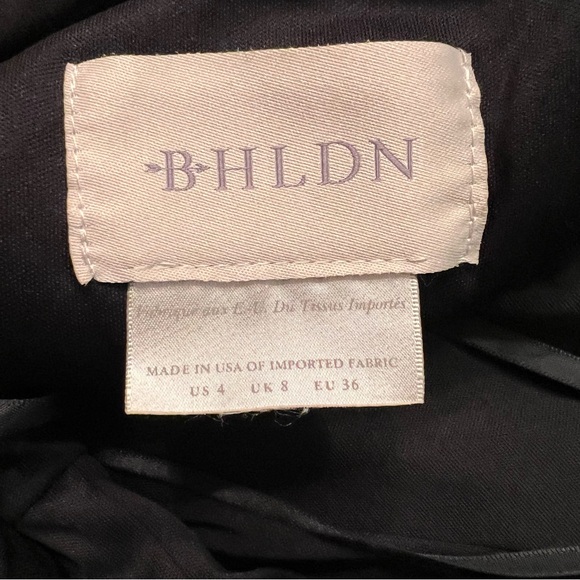 BHLDN
Fabriqué aux E.-U. Du Tissus Importés
MADE IN USA OF IMPORTED FABRIC
US 4 UK 8 EU 36